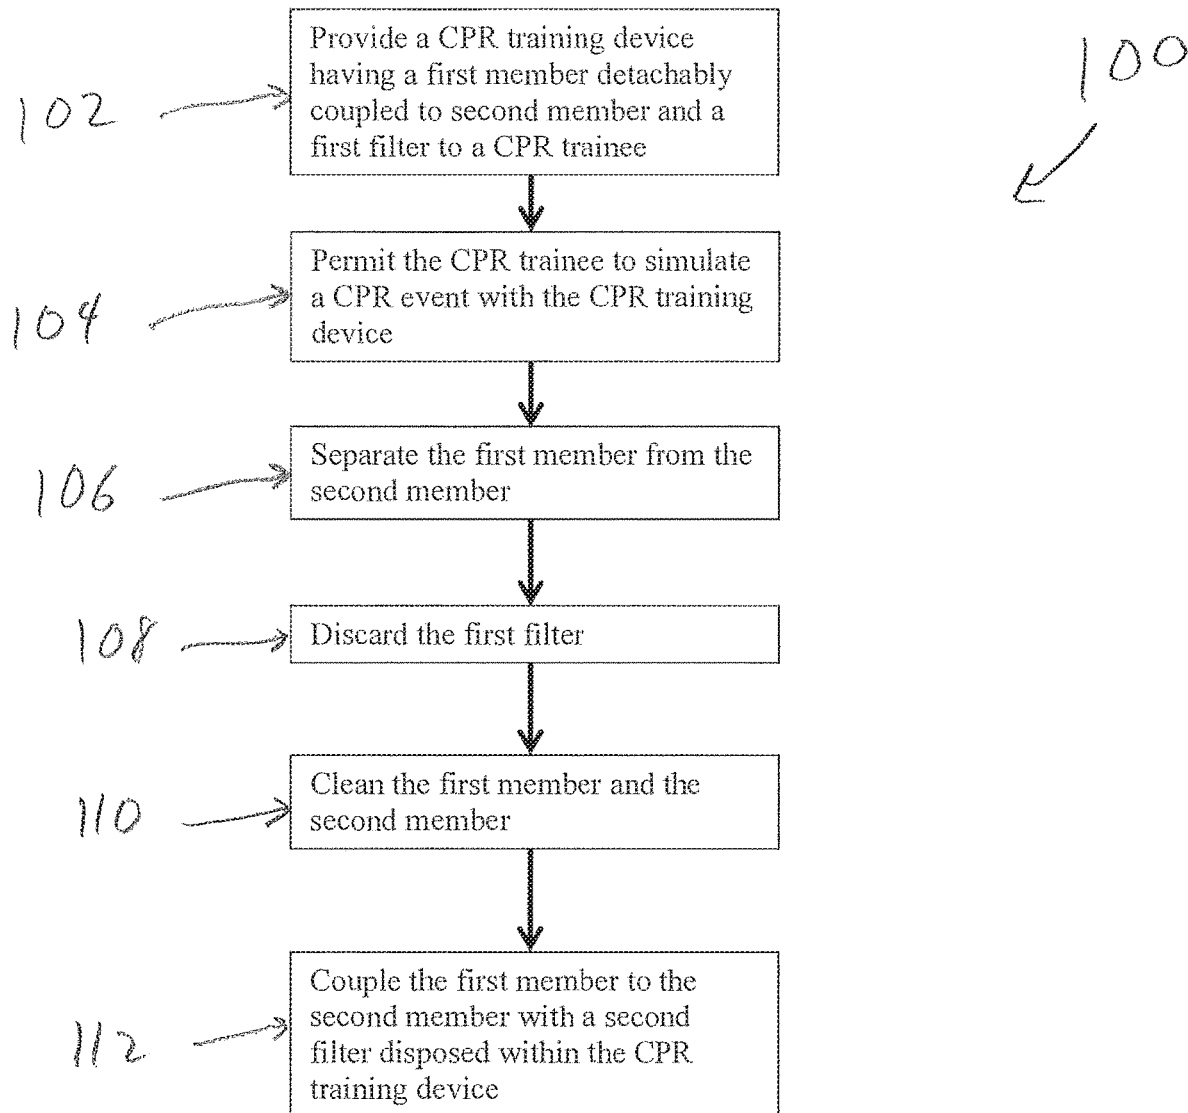 100
102
Provide a CPR training device
having a first member detachably
coupled to second member and a
first filter to a CPR trainee
104
Permit the CPR trainee to simulate
a CPR event with the CPR training
device
106
Separate the first member from the
second member
108
Discard the first filter
110
Clean the first member and the
second member
112
Couple the first member to the
second member with a second
filter disposed within the CPR
training device